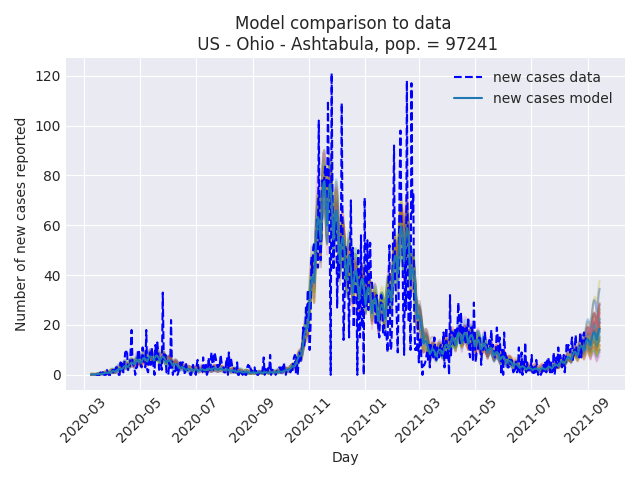 Model comparison to data
US - Ohio - Ashtabula, pop. = 97241
new cases data
new cases model
Number of new cases reported
120
100
80
60
40
20
0
2020-03
2020-05
2020-07
2020-09
2020-11
2021-01
2021-03
2021-05
2021-07
2021-09
Day